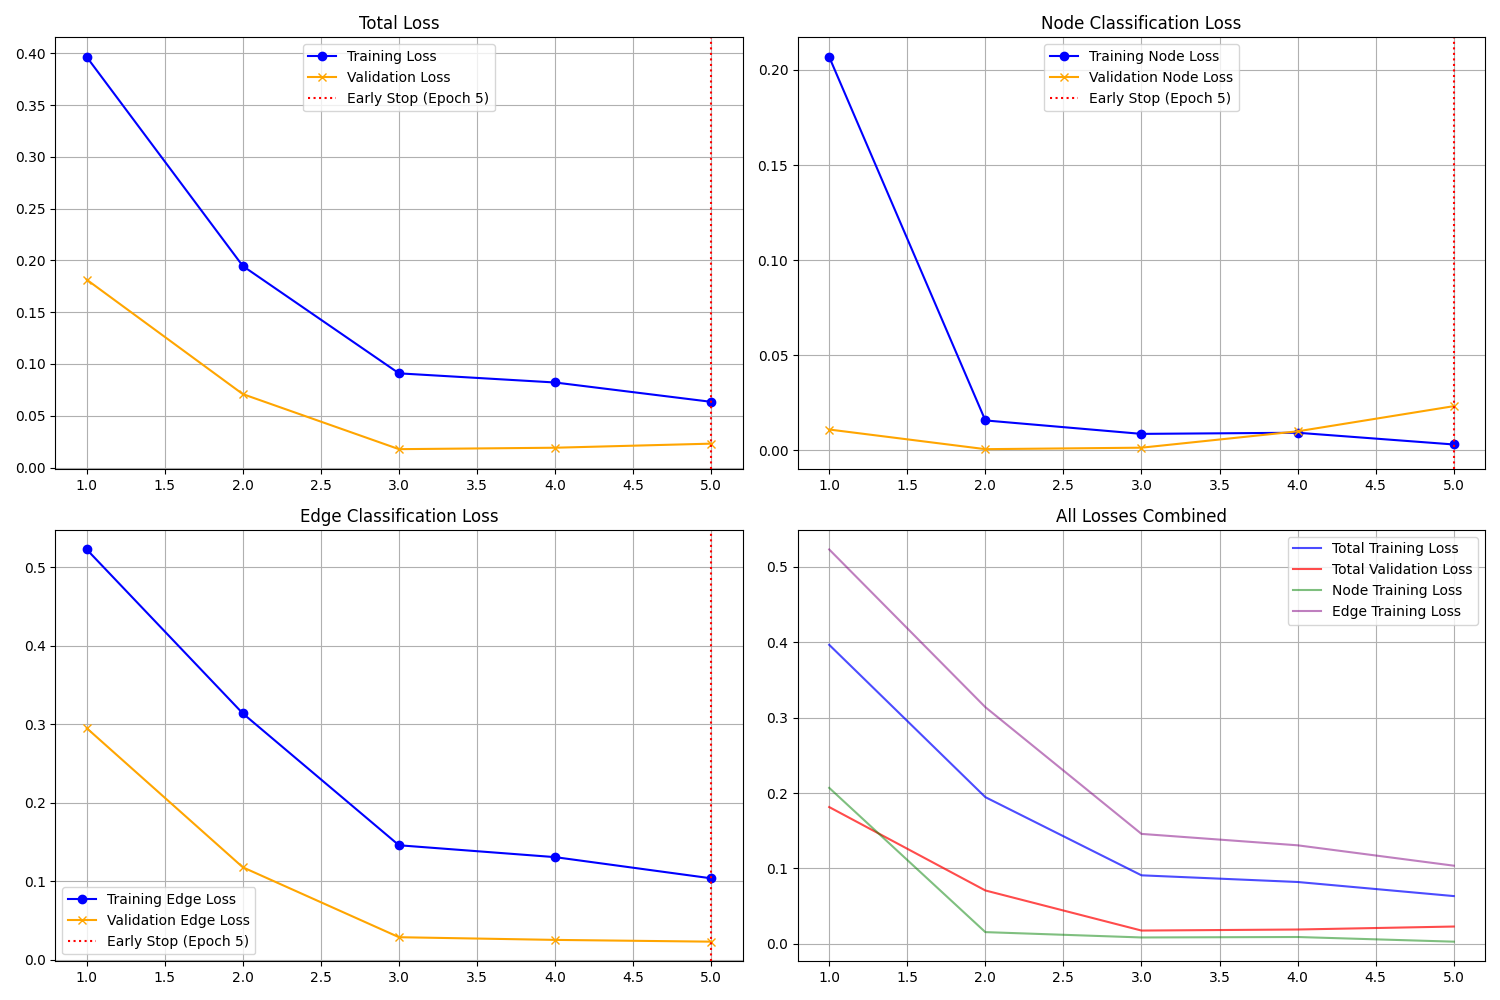 Total Loss
0.40
0.35
0.30
0.25
0.20
0.15
0.10
0.05
0.00
Training Loss
Validation Loss
Early Stop (Epoch 5)
1.0 1.5 2.0 2.5 3.0 3.5 4.0 4.5 5.0
Node Classification Loss
0.20
0.15
0.10
0.05
0.00
Training Node Loss
Validation Node Loss
Early Stop (Epoch 5)
1.0 1.5 2.0 2.5 3.0 3.5 4.0 4.5 5.0
Edge Classification Loss
0.5
0.4
0.3
0.2
0.1
0.0
Training Edge Loss
Validation Edge Loss
Early Stop (Epoch 5)
1.0 1.5 2.0 2.5 3.0 3.5 4.0 4.5 5.0
All Losses Combined
0.5
0.4
0.3
0.2
0.1
0.0
Total Training Loss
Total Validation Loss
Node Training Loss
Edge Training Loss
1.0 1.5 2.0 2.5 3.0 3.5 4.0 4.5 5.0